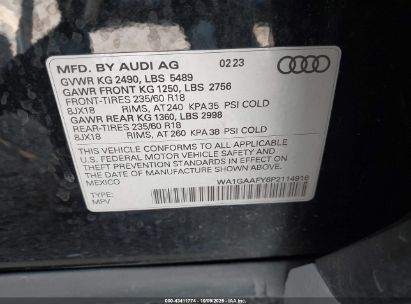 MFD. BY AUDI AG 02 23
GVWR KG 2490, LBS 5489
GAWR FRONT KG 1250, LBS 2756
FRONT-TIRES 235/60 R18
8JX18 RIMS, AT 240 KPA 35 PSI COLD
GAWR REAR KG 1360, LBS 2998
REAR-TIRES 235/60 R18
8JX18 RIMS, AT 260 KPA 38 PSI COLD
THIS VEHICLE CONFORMS TO ALL APPLICABLE
U.S. FEDERAL MOTOR VEHICLE SAFETY AND
THEFT PREVENTION STANDARDS IN EFFECT ON
THE DATE OF MANUFACTURE SHOWN ABOVE.
MEXICO WA1GAAFY6P2114916
TYPE:
MPV